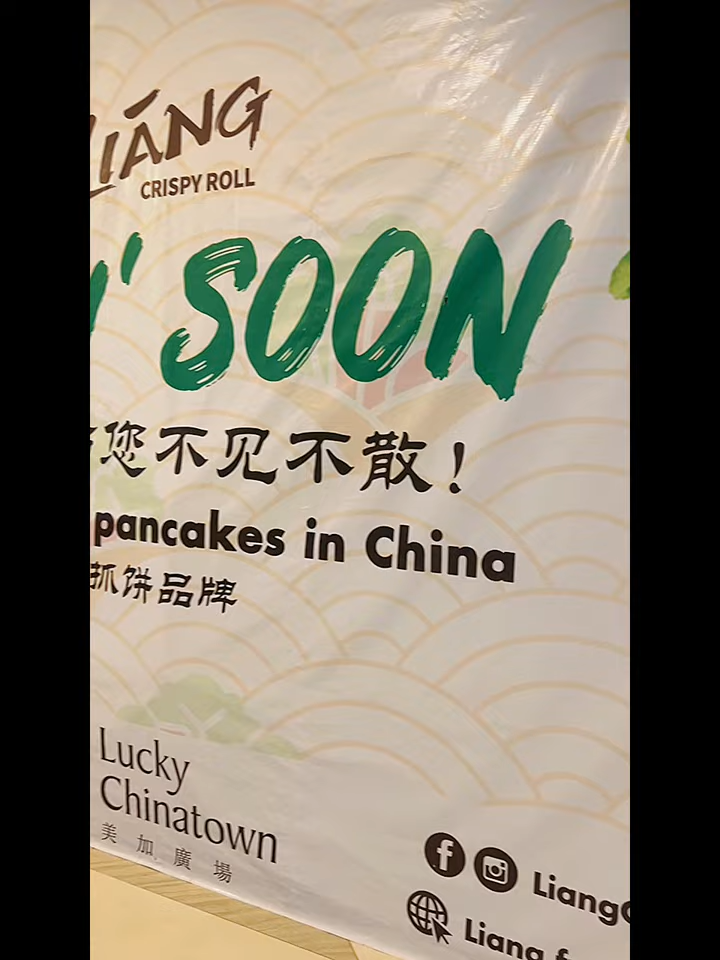 LIÁNG
CRISPY ROLL
N' SOON
您不见不散！
pancakes in China
抓饼品牌
Lucky
Chinatown
美加廣場
Liang
Liang.f